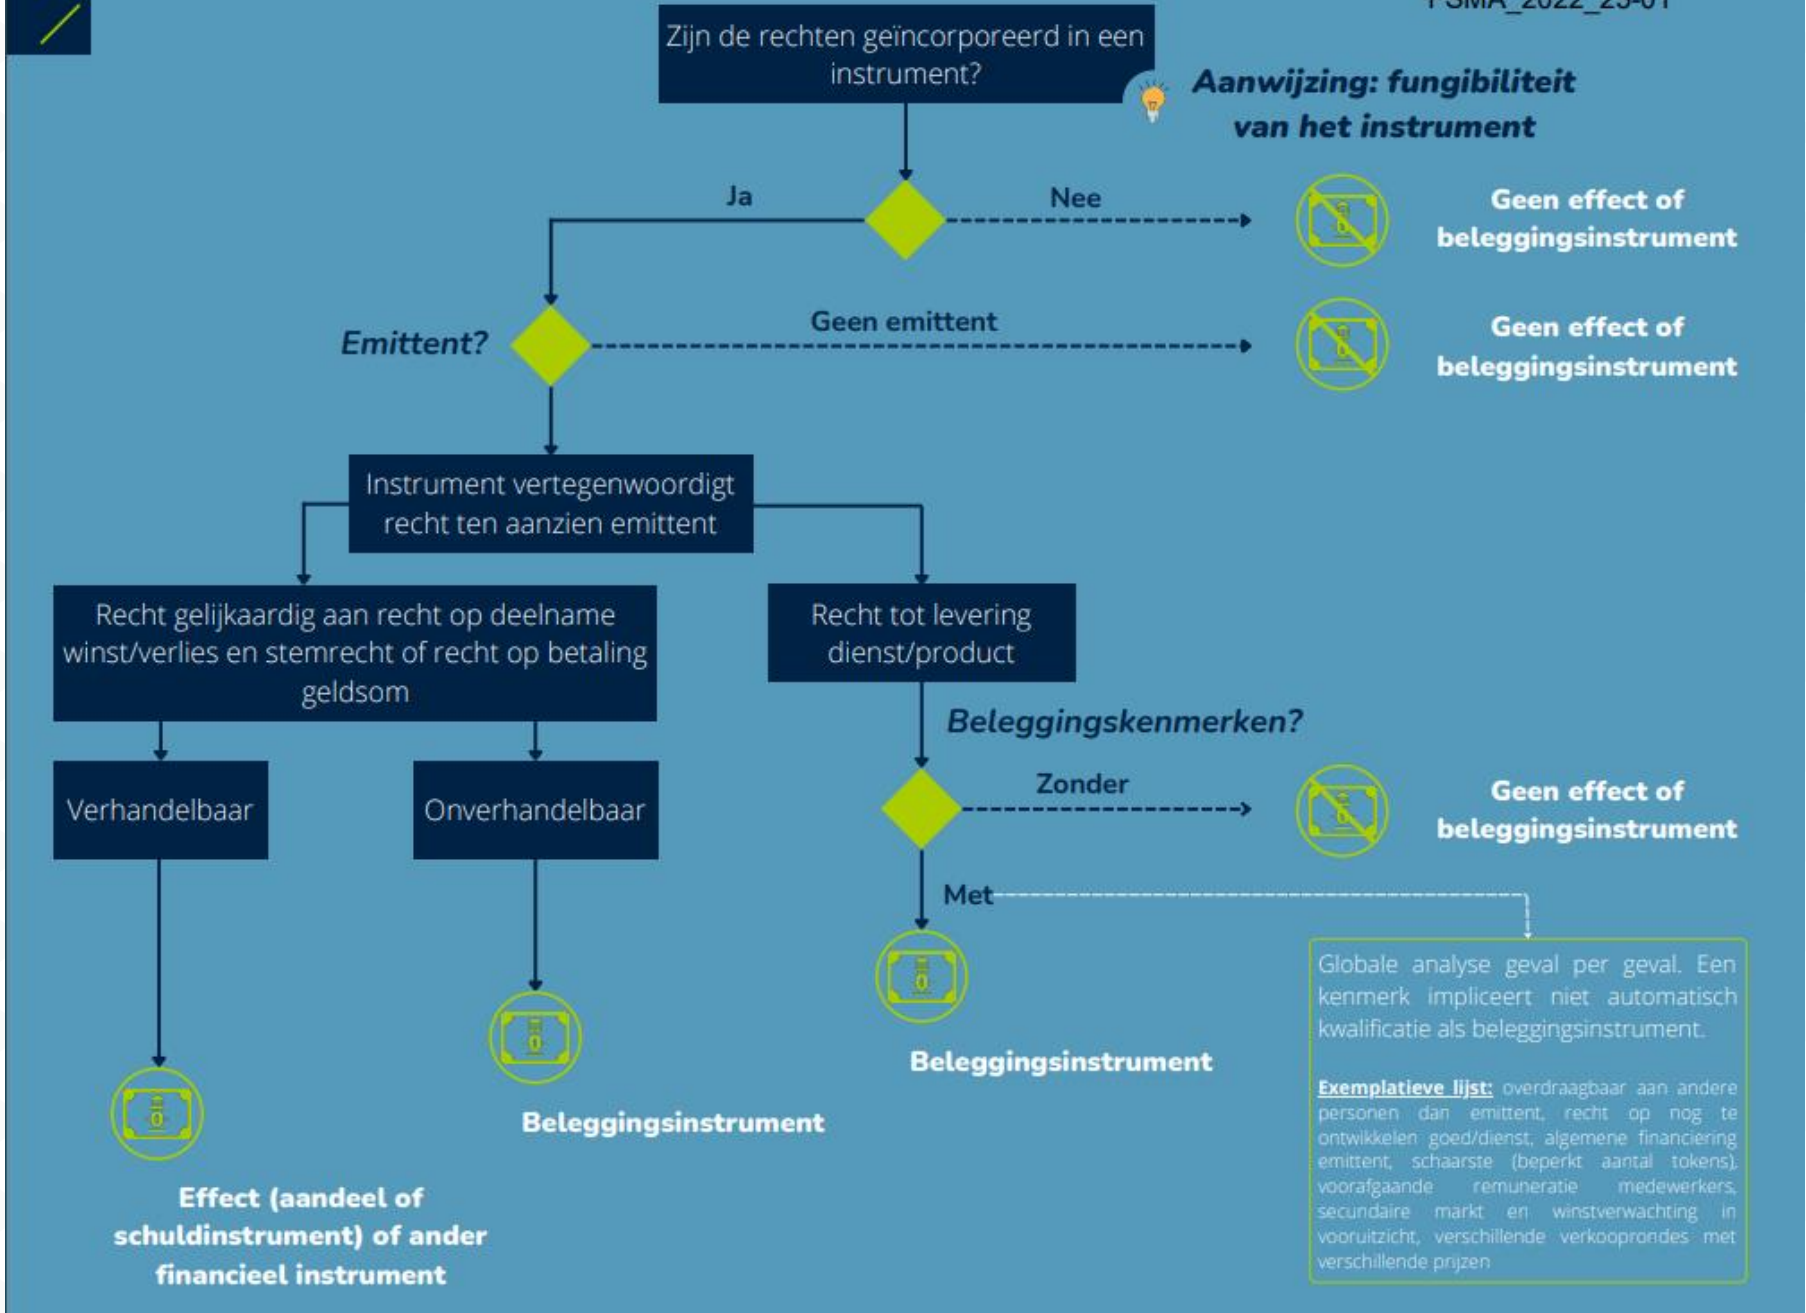 FSMA_2022_25-01
Zijn de rechten geïncorporeerd in een
instrument?
Aanwijzing: fungibiliteit
van het instrument
Ja
Nee
Geen effect of
beleggingsinstrument
Emittent?
Geen emittent
Geen effect of
beleggingsinstrument
Instrument vertegenwoordigt
recht ten aanzien emittent
Recht gelijkaardig aan recht op deelname
winst/verlies en stemrecht of recht op betaling
geldsom
Recht tot levering
dienst/product
Beleggingskenmerken?
Verhandelbaar
Onverhandelbaar
Zonder
Geen effect of
beleggingsinstrument
Met
Globale analyse geval per geval. Een
kenmerk impliceert niet automatisch
kwalificatie als beleggingsinstrument.
Exemplatieve lijst: overdraagbaar aan andere
personen dan emittent, recht op nog te
ontwikkelen goed/dienst, algemene financiering
emittent, schaarste (beperkt aantal tokens),
voorafgaande remuneratie medewerkers,
secundaire markt en winstverwachting in
vooruitzicht, verschillende verkooprondes met
verschillende prijzen
Beleggingsinstrument
Beleggingsinstrument
Effect (aandeel of
schuldinstrument) of ander
financieel instrument